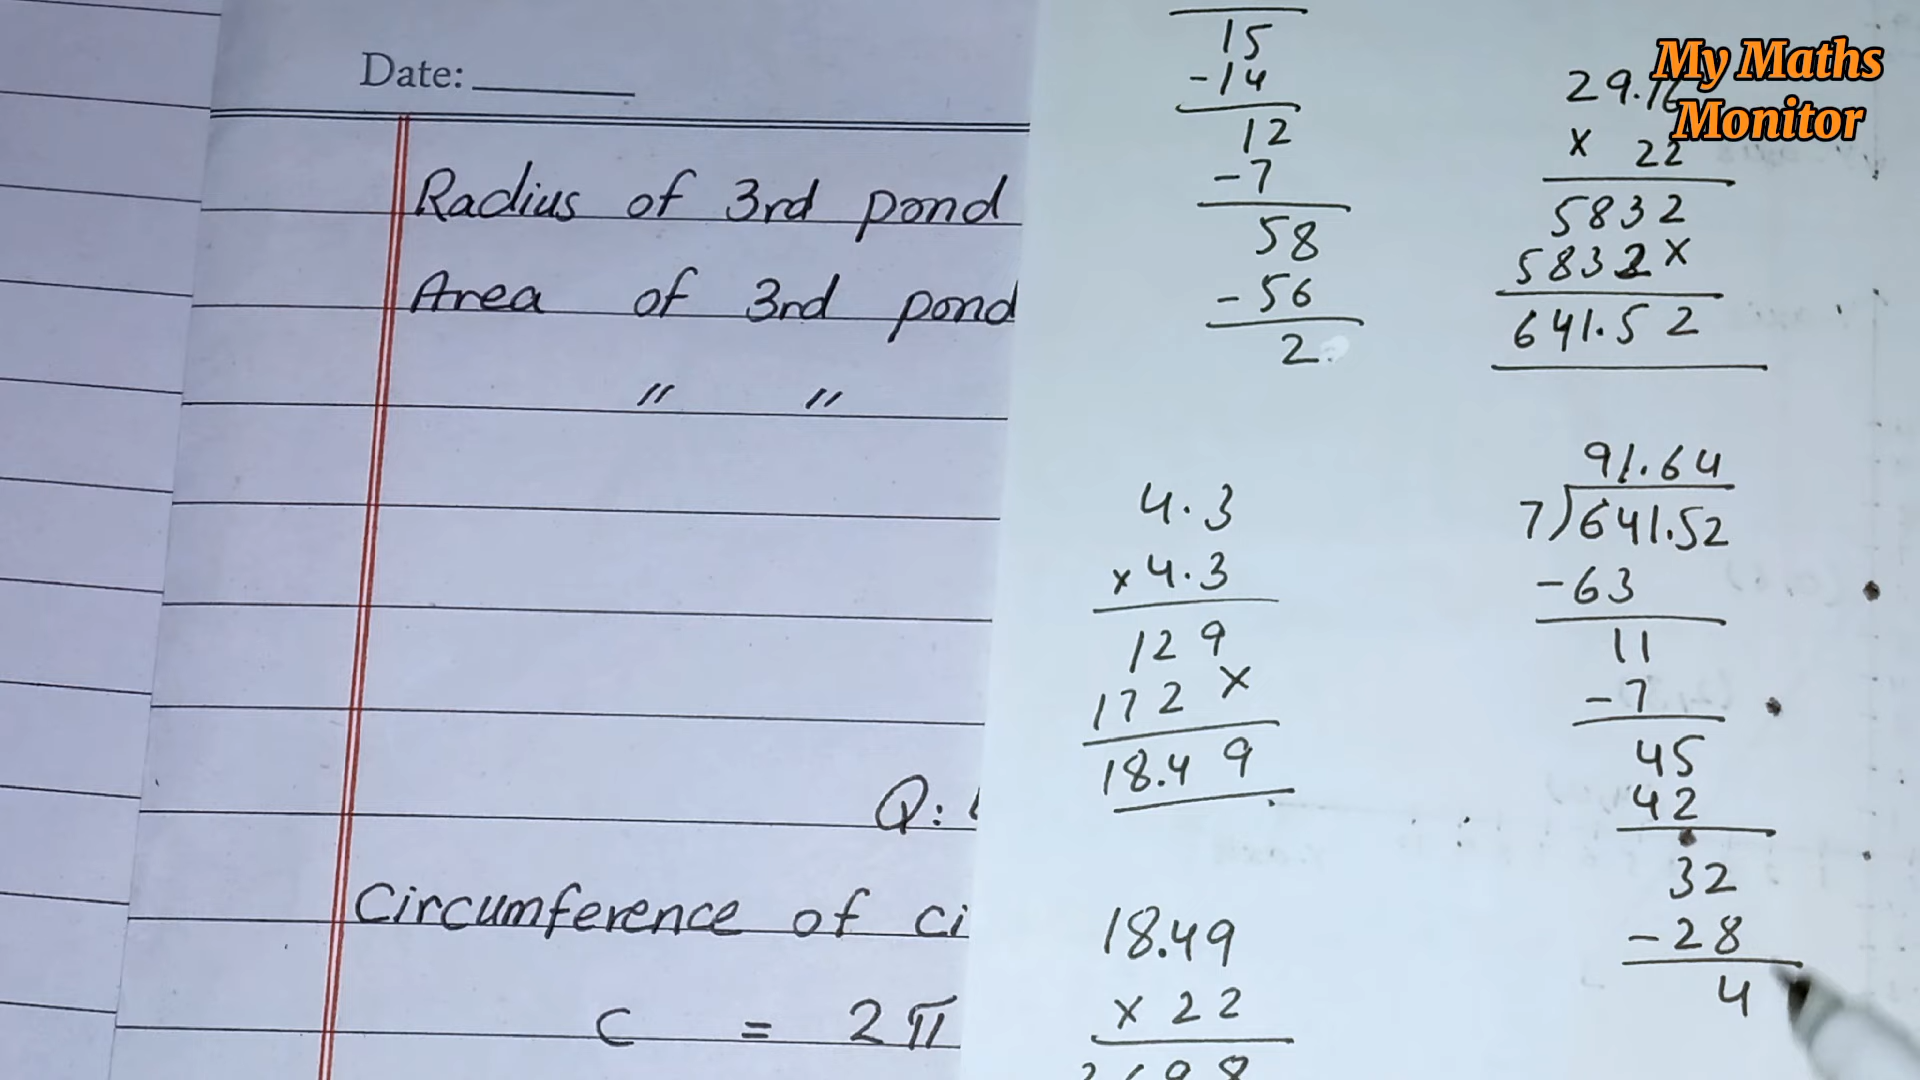 My Maths
Monitor
Date:
Radius of 3rd pond
Area of 3rd pond
" "
Q:
Circumference of ci
C = 2π
15
-14
12
-7
58
-56
2
4.3
x 4.3
129
172 x
18.49
18.49
x 22
29.16
x 22
5832
5832 x
641.52
91.64
7)641.52
-63
11
-7
45
42
32
-28
4